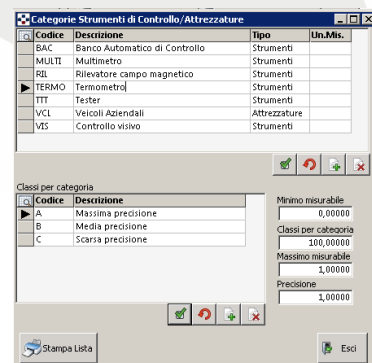 Categorie Strumenti di Controllo/Attrezzature
Codice Descrizione Tipo Un.Mis.
BAC Banco Automatico di Controllo Strumenti
MULTI Multimetro Strumenti
RIL Rilevatore campo magnetico Strumenti
TERMO Termometro Strumenti
TTT Tester Strumenti
VCL Veicoli Aziendali Attrezzature
VIS Controllo visivo Strumenti
Classi per categoria
Codice Descrizione
A Massima precisione
B Media precisione
C Scarsa precisione
Minimo misurabile
0,00000
Classi per categoria
100,00000
Massimo misurabile
1,00000
Precisione
1,00000
Stampa Lista
Esci